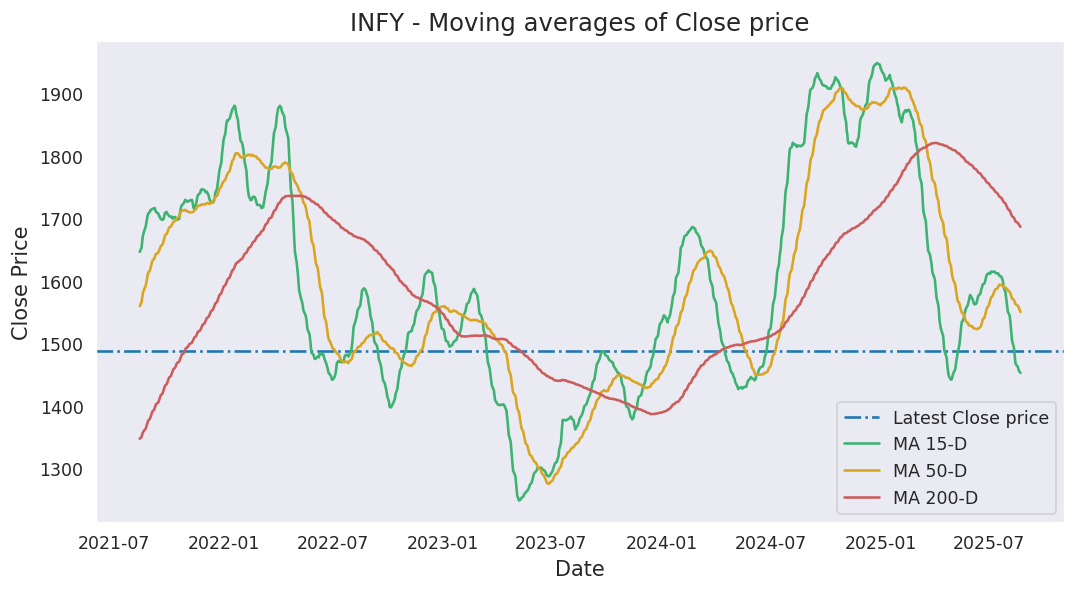 INFY - Moving averages of Close price
Close Price
1900
1800
1700
1600
1500
1400
1300
2021-07 2022-01 2022-07 2023-01 2023-07 2024-01 2024-07 2025-01 2025-07
Date
Latest Close price
MA 15-D
MA 50-D
MA 200-D